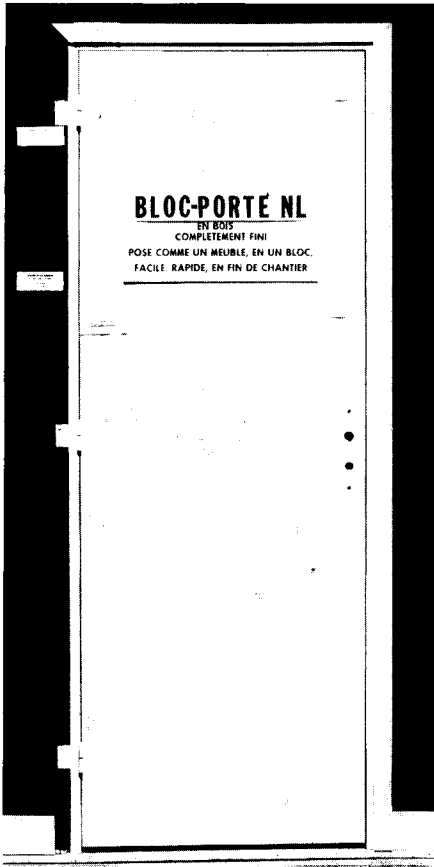 BLOC-PORTE NL
EN BOIS
COMPLETEMENT FINI
POSE COMME UN MEUBLE, EN UN BLOC,
FACILE, RAPIDE, EN FIN DE CHANTIER